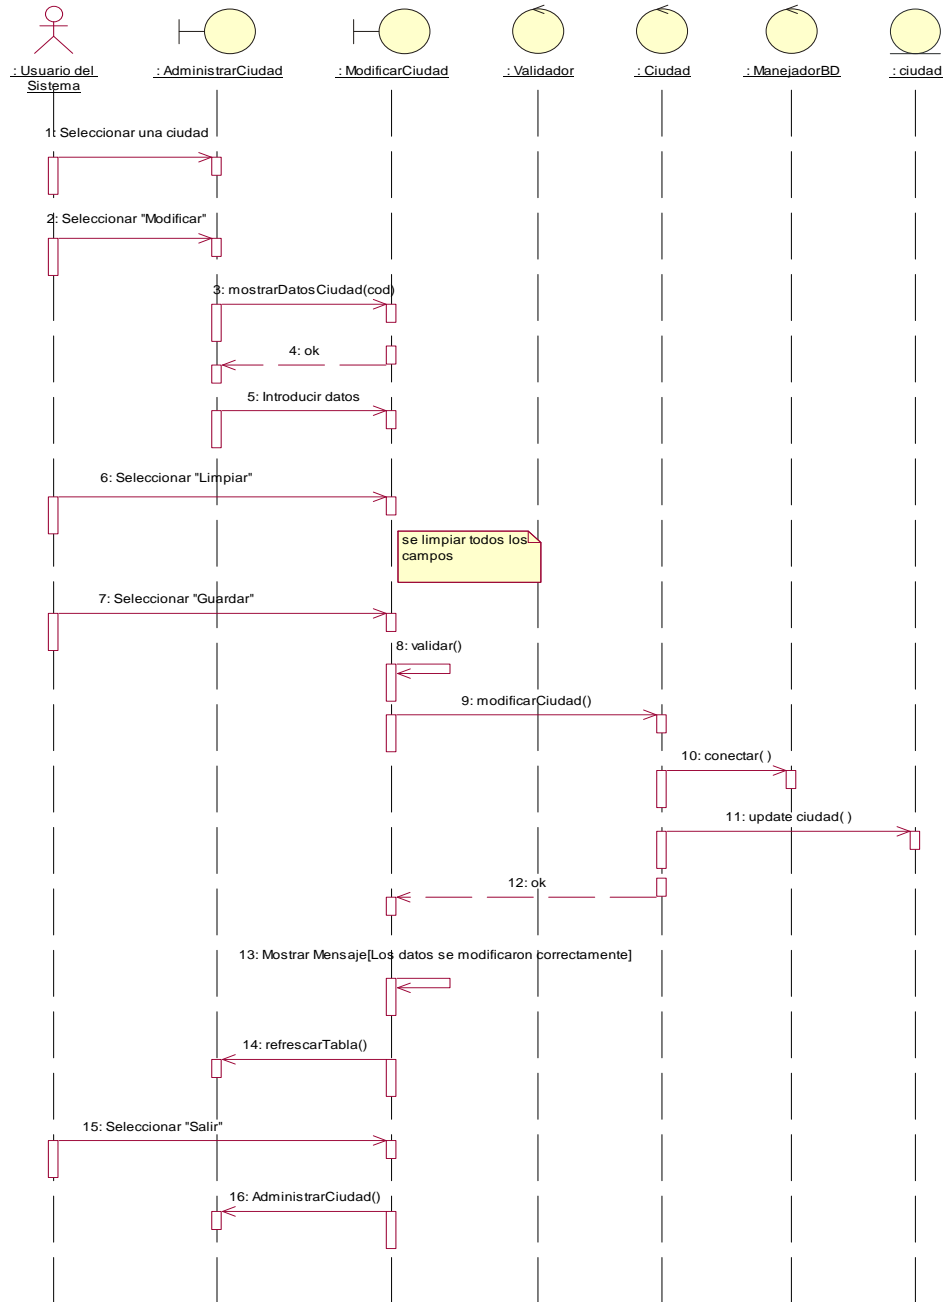 : Usuario del
Sistema
: AdministrarCiudad
: ModificarCiudad
: Validador
: Ciudad
: ManejadorBD
: ciudad
1: Seleccionar una ciudad
2: Seleccionar "Modificar"
3: mostrarDatosCiudad(cod)
4: ok
5: Introducir datos
6: Seleccionar "Limpiar"
se limpiar todos los
campos
7: Seleccionar "Guardar"
8: validar()
9: modificarCiudad()
10: conectar( )
11: update ciudad( )
12: ok
13: Mostrar Mensaje[Los datos se modificaron correctamente]
14: refrescarTabla()
15: Seleccionar "Salir"
16: AdministrarCiudad()